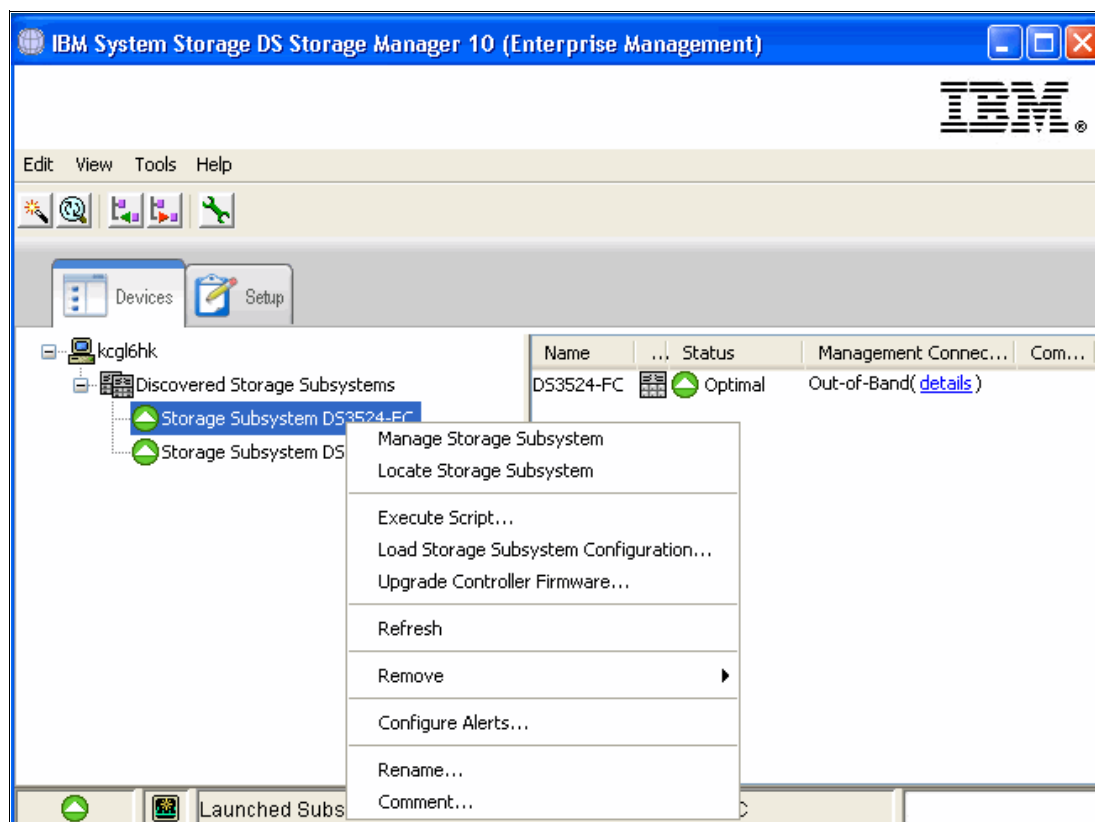 IBM System Storage DS Storage Manager 10 (Enterprise Management)
IBM®
Edit View Tools Help
Devices Setup
kcgl6hk
Name ... Status Management Connec... Com...
Discovered Storage Subsystems
DS3524-FC Optimal Out-of-Band( details )
Storage Subsystem DS3524-FC
Storage Subsystem DS
Manage Storage Subsystem
Locate Storage Subsystem
Execute Script...
Load Storage Subsystem Configuration...
Upgrade Controller Firmware...
Refresh
Remove
Configure Alerts...
Rename...
Comment...
Launched Subs C